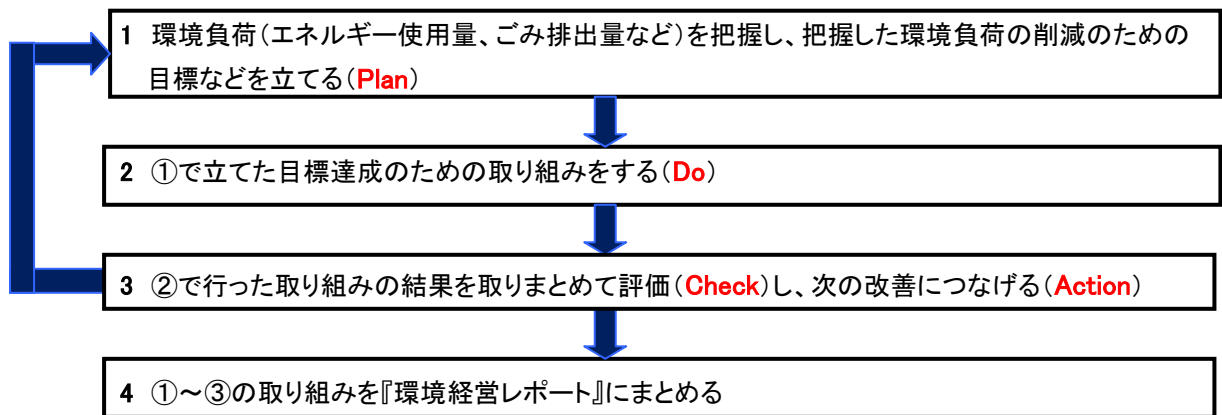 1 環境負荷(エネルギー使用量、ごみ排出量など)を把握し、把握した環境負荷の削減のための
目標などを立てる(Plan)
2 ①で立てた目標達成のための取り組みをする(Do)
3 ②で行った取り組みの結果を取りまとめて評価(Check)し、次の改善につなげる(Action)
4 ①~③の取り組みを『環境経営レポート』にまとめる